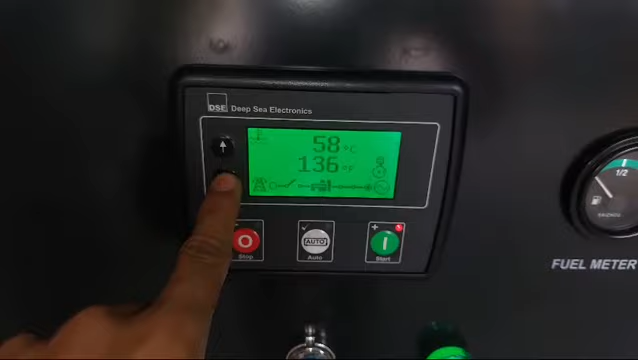 DSE Deep Sea Electronics
58 °C
136 °F
Stop
AUTO
Auto
Start
1/2
FUEL METER